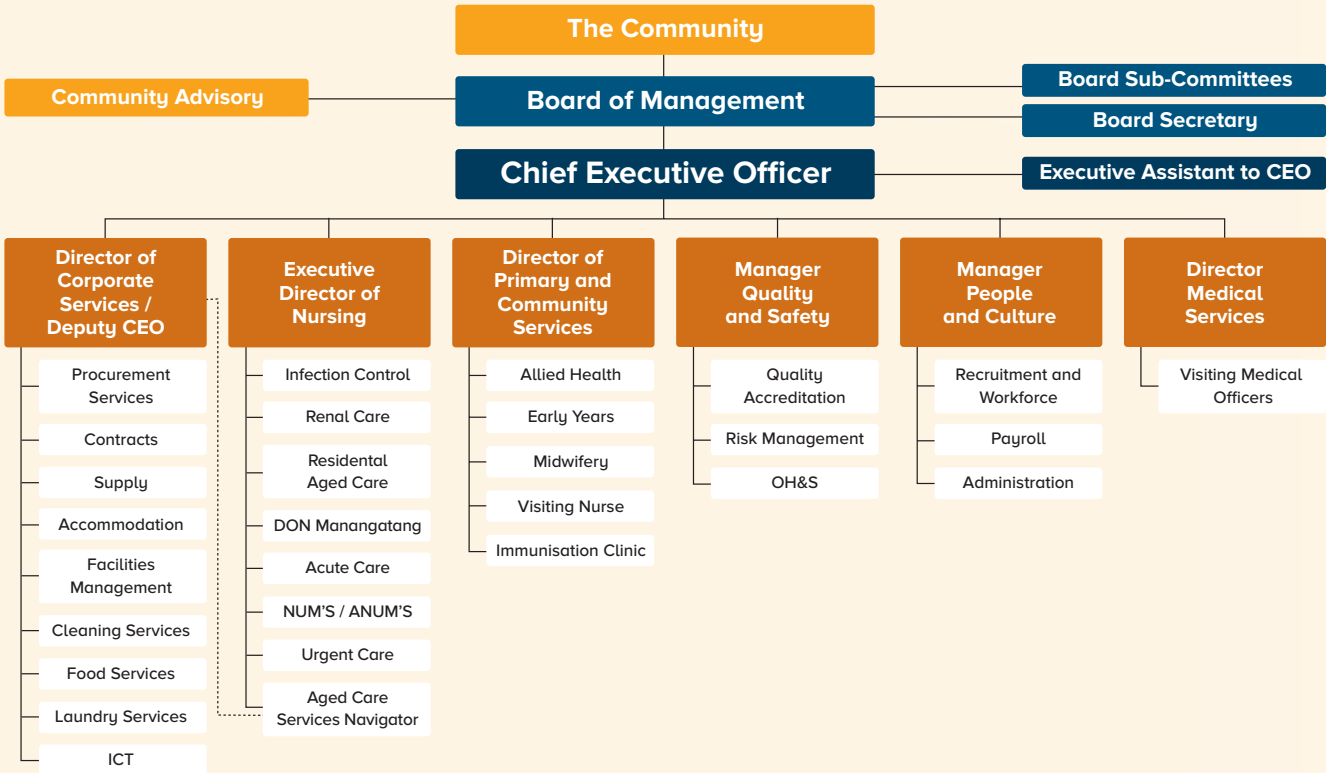 The Community
Community Advisory
Board of Management
Board Sub-Committees
Board Secretary
Chief Executive Officer
Executive Assistant to CEO
Director of
Corporate
Services /
Deputy CEO
Procurement
Services
Contracts
Supply
Accommodation
Facilities
Management
Cleaning Services
Food Services
Laundry Services
ICT
Executive
Director of
Nursing
Infection Control
Renal Care
Residental
Aged Care
DON Manangatang
Acute Care
NUM'S / ANUM'S
Urgent Care
Aged Care
Services Navigator
Director of
Primary and
Community
Services
Allied Health
Early Years
Midwifery
Visiting Nurse
Immunisation Clinic
Manager
Quality
and Safety
Quality
Accreditation
Risk Management
OH&S
Manager
People
and Culture
Recruitment and
Workforce
Payroll
Administration
Director
Medical
Services
Visiting Medical
Officers